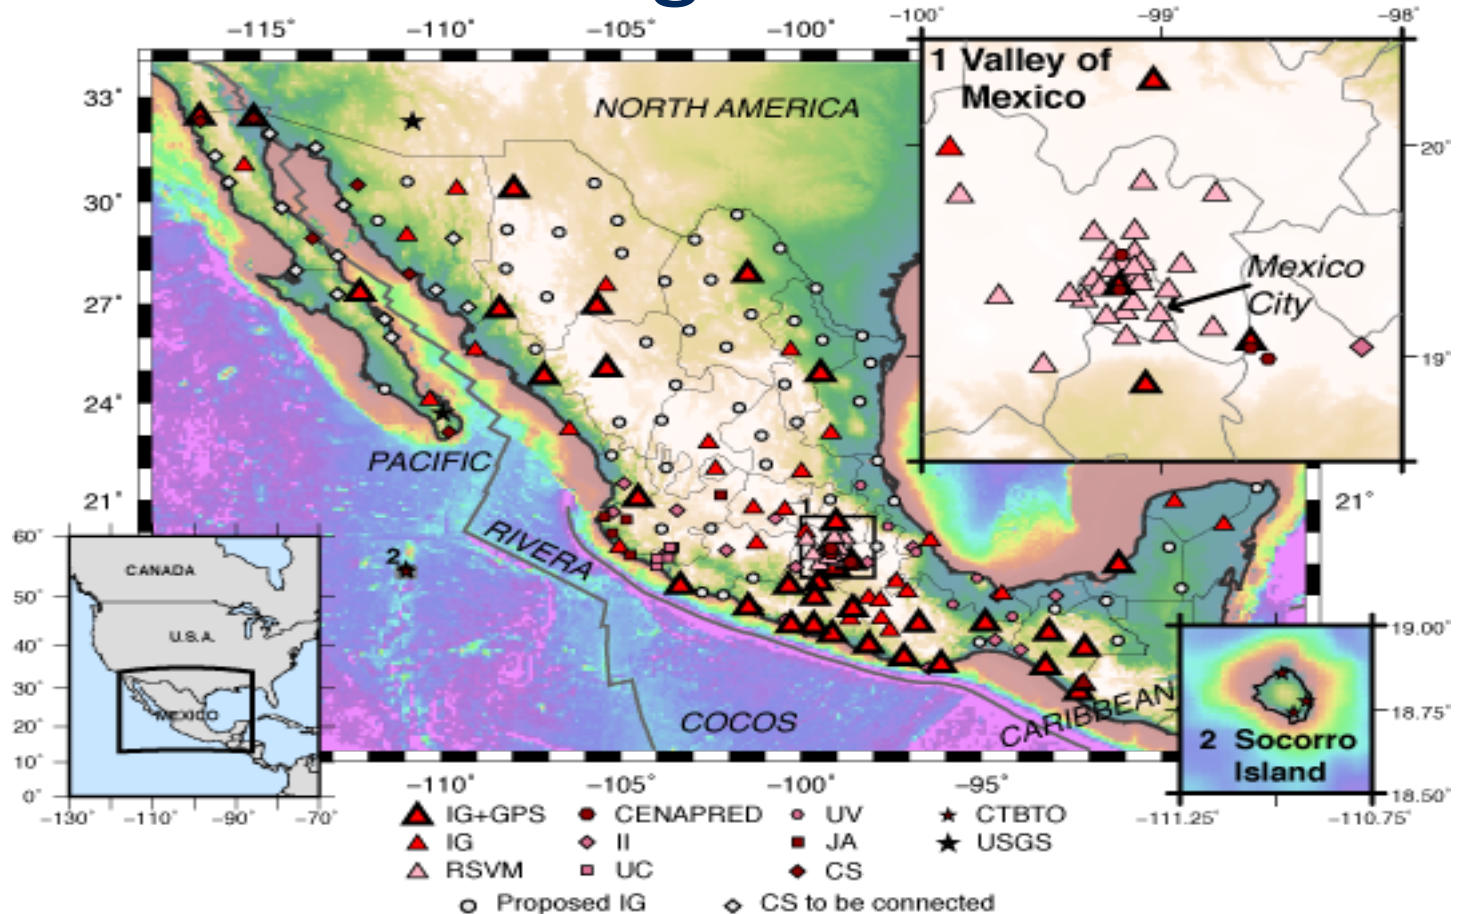 g
-115° -110° -105° -100°
-100° -99° -98°
33°
30°
27°
24°
21°
NORTH AMERICA
PACIFIC
RIVERA
COCOS
CARIBBEAN
2
1 Valley of
Mexico
Mexico
City
20°
19°
21°
60°
50°
40°
30°
20°
10°
0°
CANADA
U.S.A.
MEXICO
-130° -110° -90° -70°
-110° -105° -100° -95°
2 Socorro
Island
19.00°
18.75°
18.50°
-111.25° -110.75°
IG+GPS CENAPRED UV CTBTO
IG II JA USGS
RSVM UC CS
Proposed IG CS to be connected